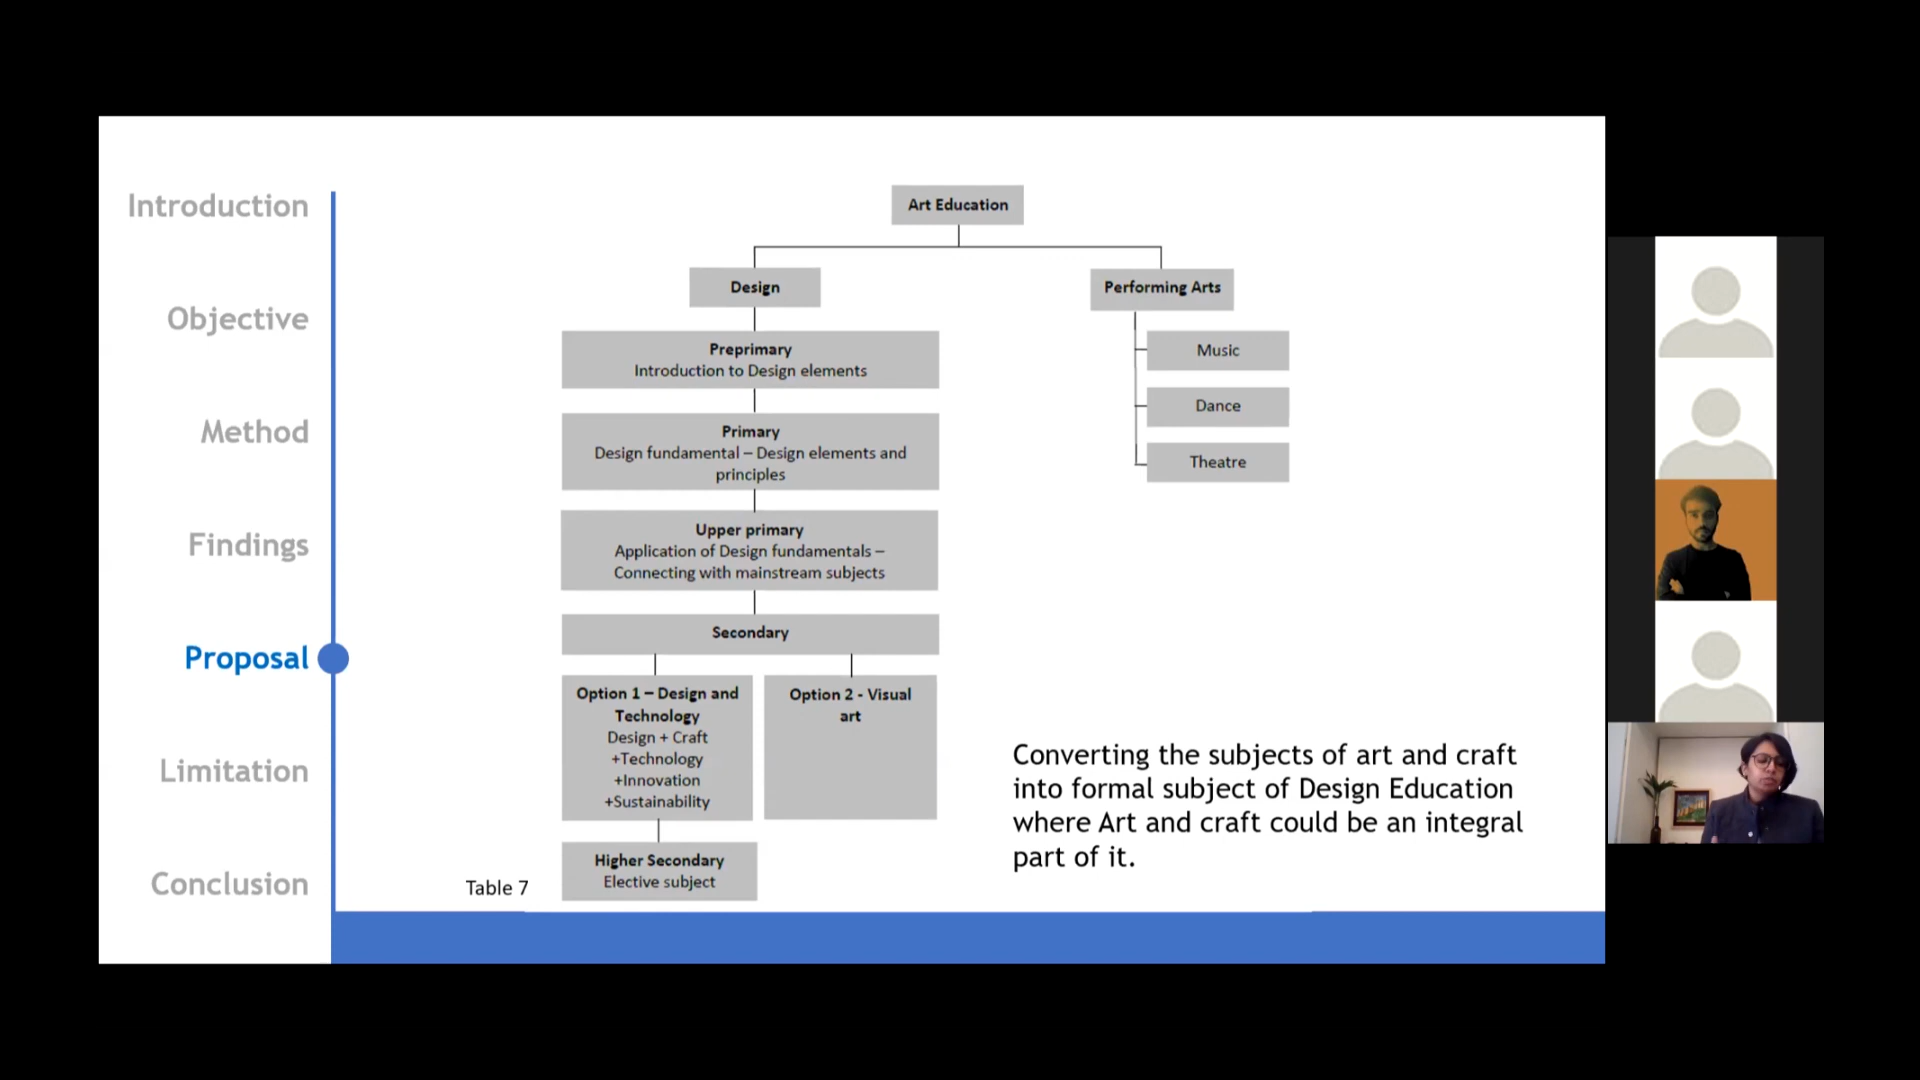 Introduction
Objective
Method
Findings
Proposal
Limitation
Conclusion
Art Education
Design
Performing Arts
Preprimary
Introduction to Design elements
Primary
Design fundamental – Design elements and
principles
Upper primary
Application of Design fundamentals –
Connecting with mainstream subjects
Secondary
Option 1 – Design and
Technology
Design + Craft
+Technology
+Innovation
+Sustainability
Option 2 - Visual
art
Higher Secondary
Elective subject
Music
Dance
Theatre
Table 7
Converting the subjects of art and craft
into formal subject of Design Education
where Art and craft could be an integral
part of it.